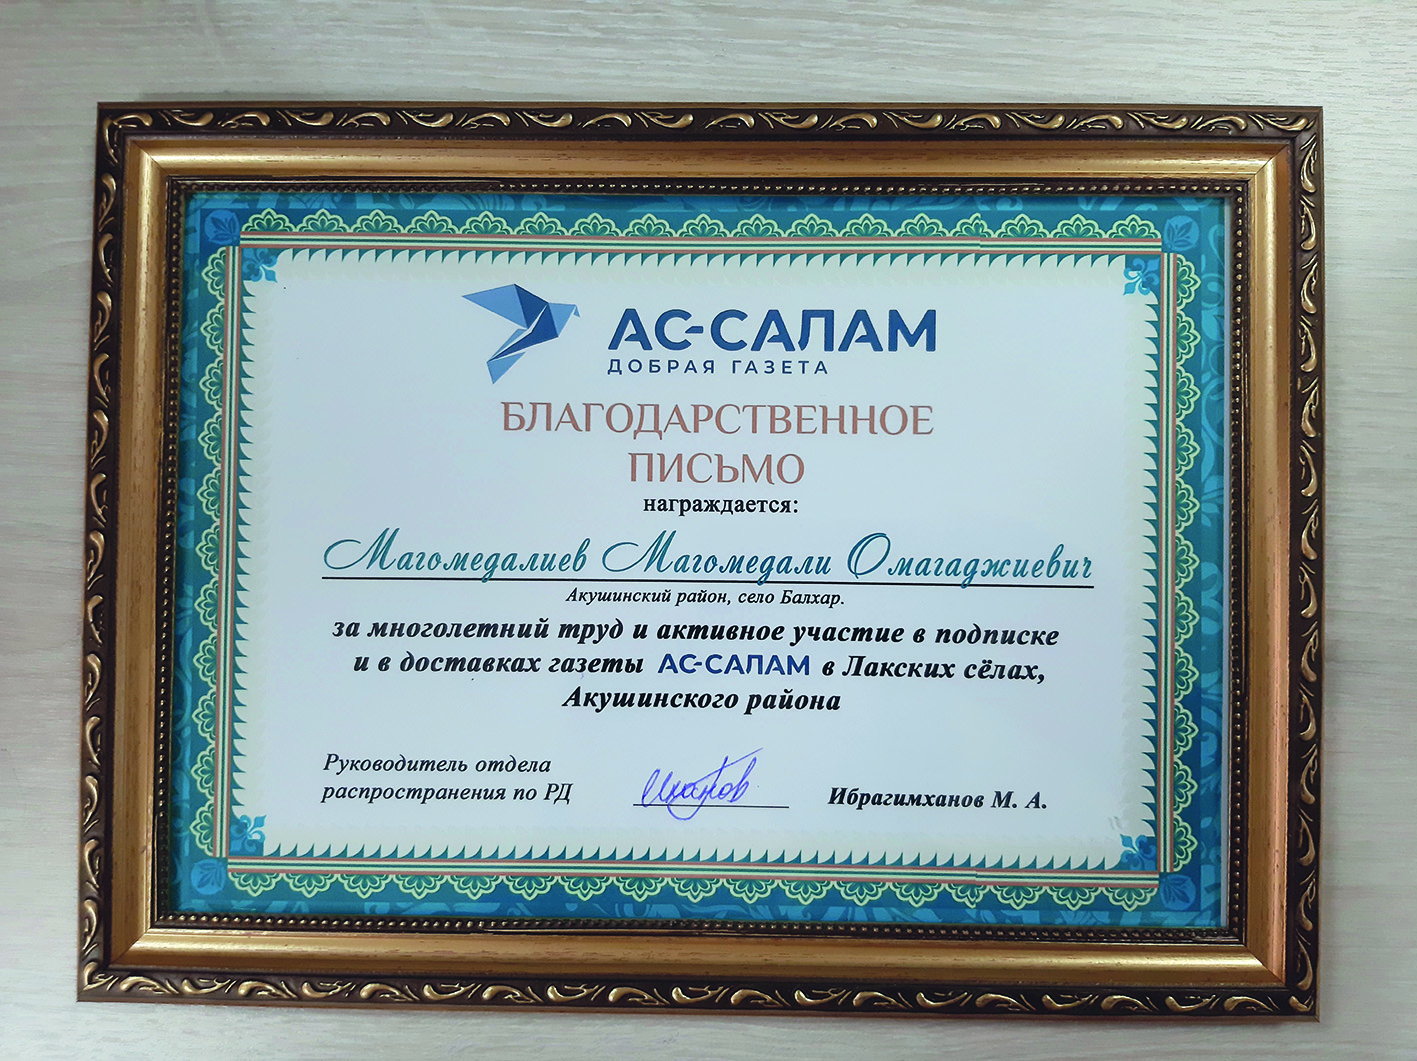 АС-САЛАМ
ДОБРАЯ ГАЗЕТА
БЛАГОДАРСТВЕННОЕ
ПИСЬМО
награждается:
Магомедалиев Магомедали Омагаджиевич
Акушинский район, село Балхар.
за многолетний труд и активное участие в подписке
и в доставках газеты АС-САЛАМ в Лакских сёлах,
Акушинского района
Руководитель отдела
распространения по РД
Ибрагимханов М. А.